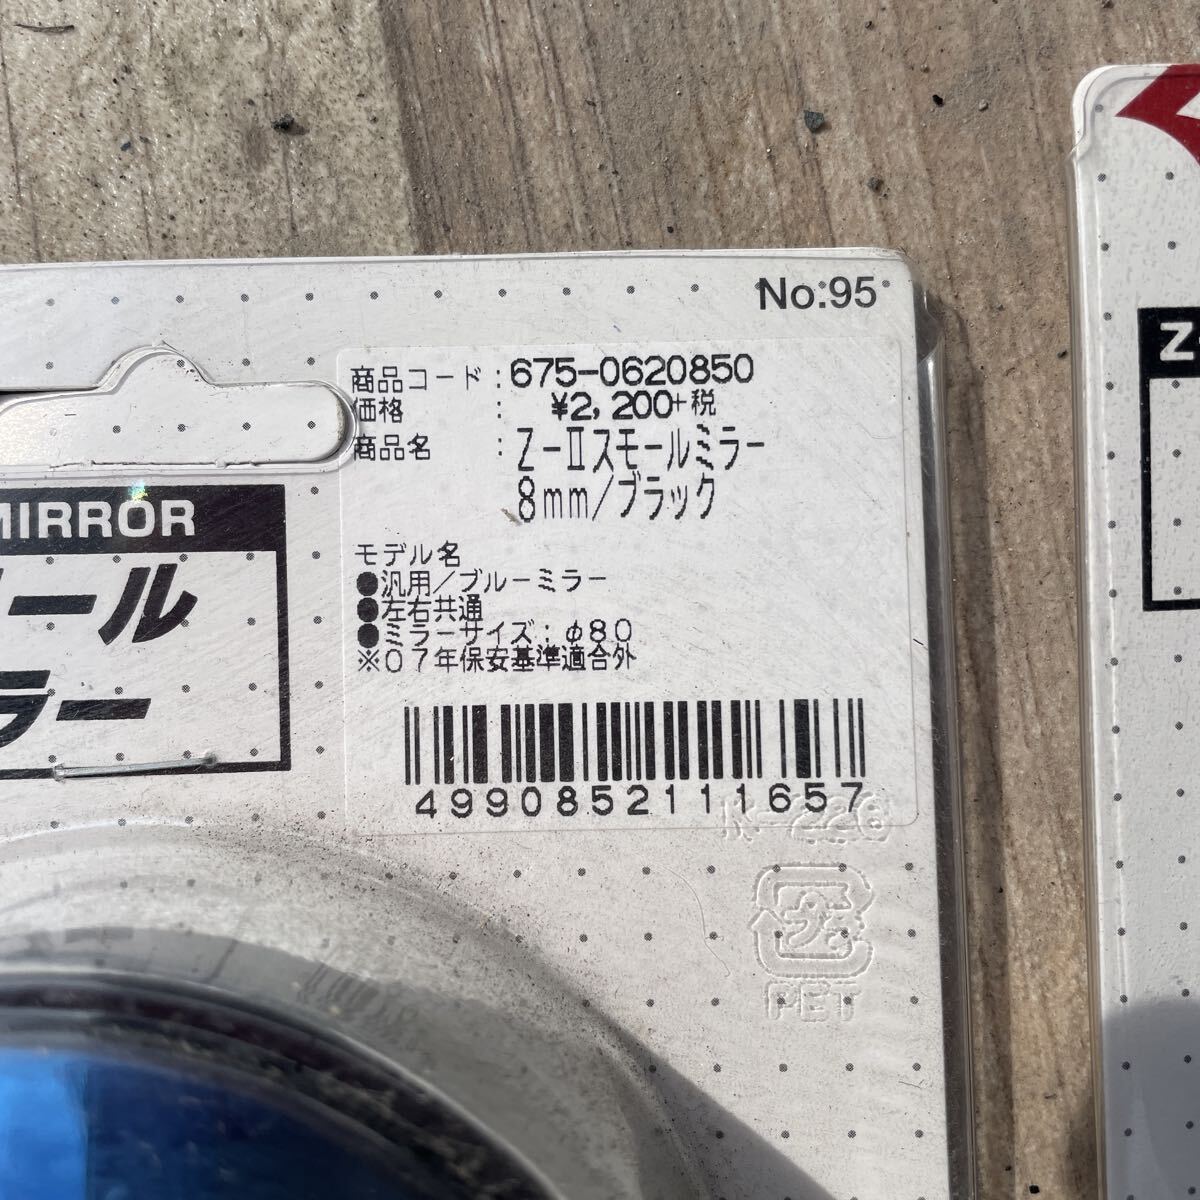 No:95
商品コード:675-0620850
価格 : ¥2,200+税
商品名 :Z-Ⅱスモールミラー
8mm/ブラック
モデル名
●汎用/ブルーミラー
●左右共通
●ミラーサイズ:φ80
※07年保安基準適合外
4990852111657
MIRROR
ール
ラー
PET
Z-